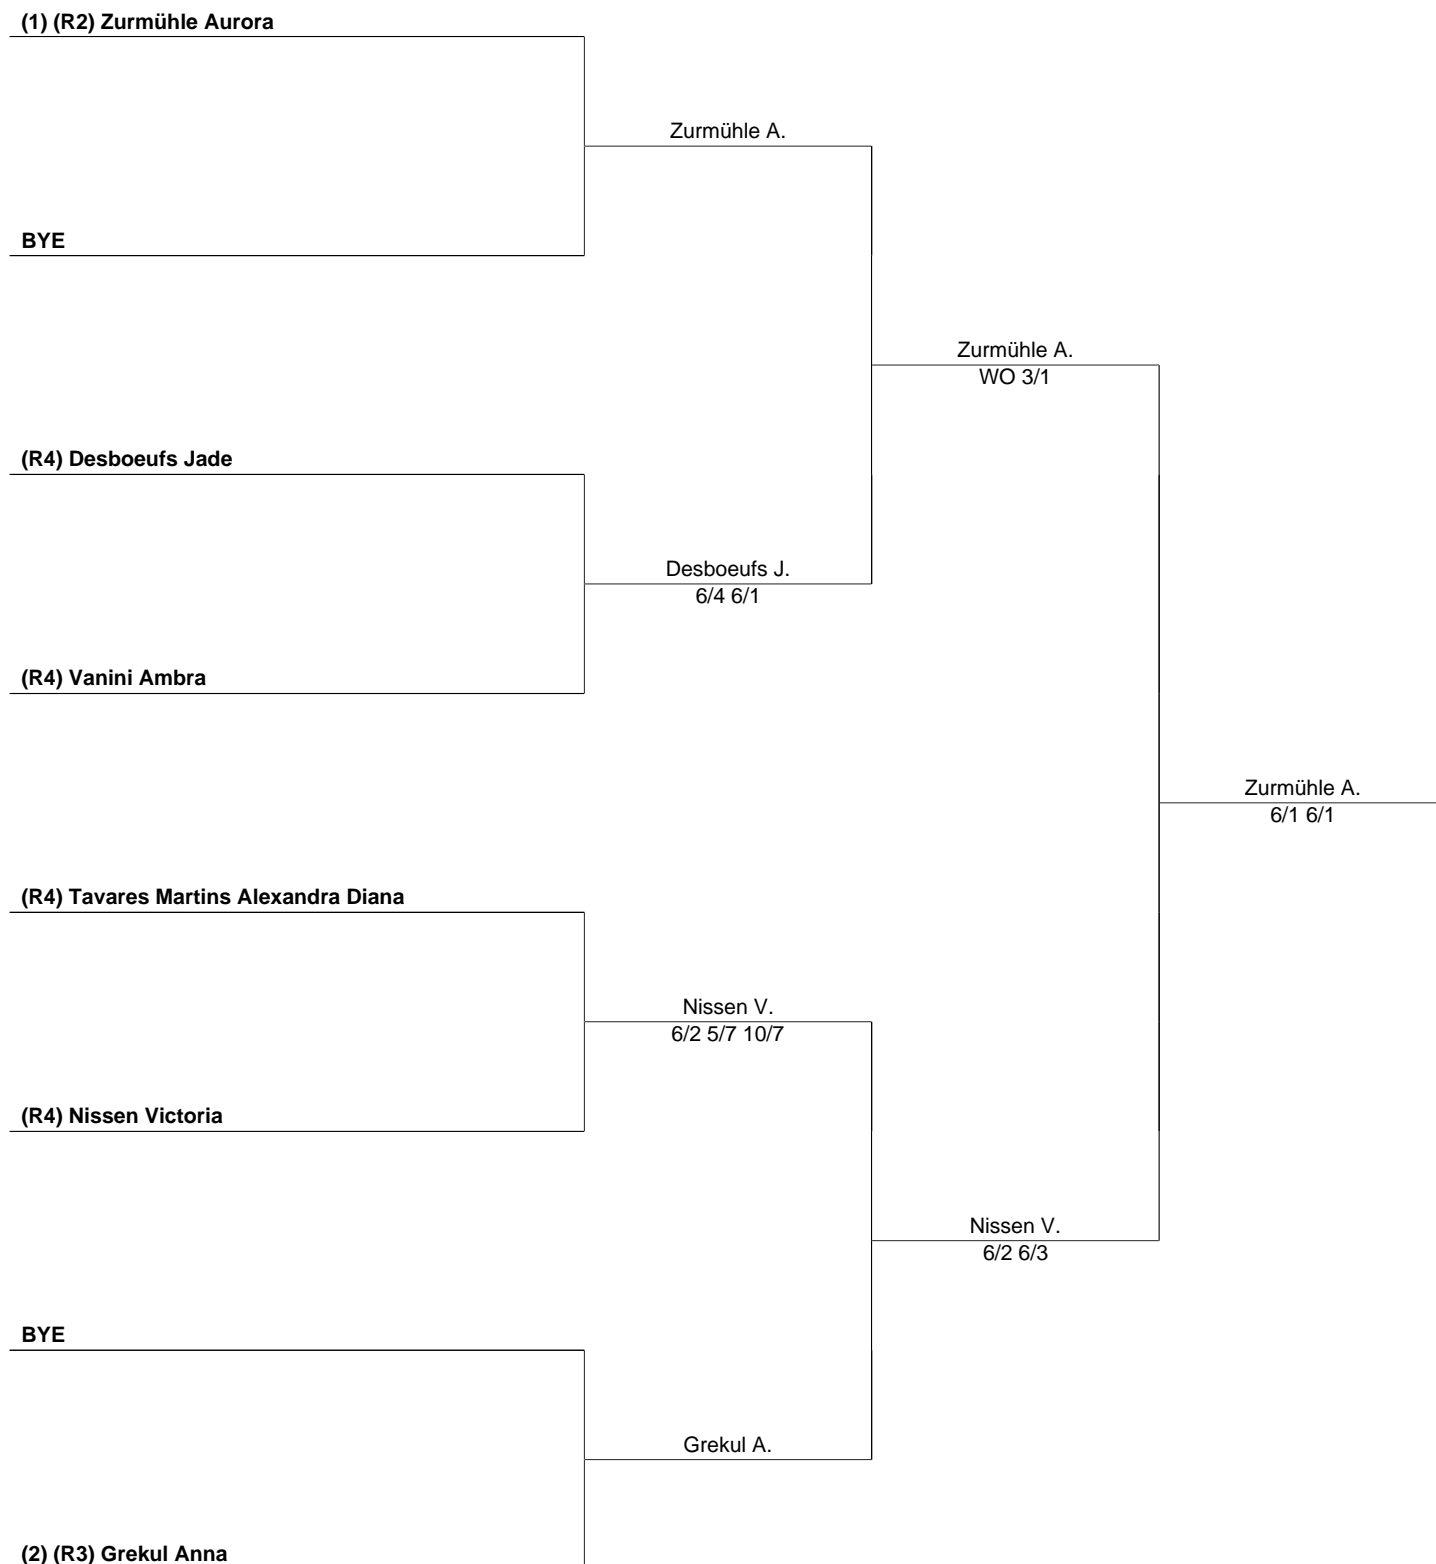 (1) (R2) Zurmühle Aurora
Zurmühle A.
BYE
Zurmühle A.
WO 3/1
(R4) Desboeufs Jade
Desboeufs J.
6/4 6/1
(R4) Vanini Ambra
Zurmühle A.
6/1 6/1
(R4) Tavares Martins Alexandra Diana
Nissen V.
6/2 5/7 10/7
(R4) Nissen Victoria
Nissen V.
6/2 6/3
BYE
Grekul A.
(2) (R3) Grekul Anna